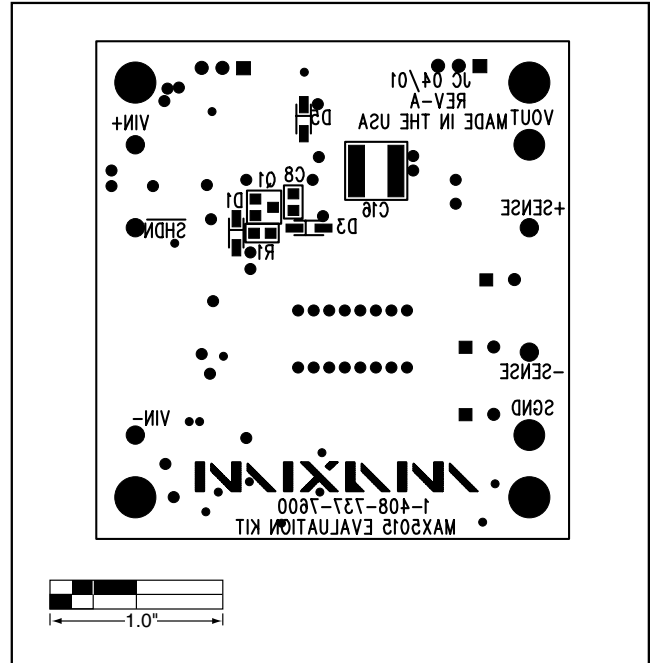 JC 04/01
REV-A
MADE IN THE USA
VOUT
VIN+
D5
C8
Q1
D1
C16
+SENSE
SHDN
D3
R1
-SENSE
SGND
VIN-
MAXIM
1-408-737-7600
MAX5015 EVALUATION KIT
1.0"